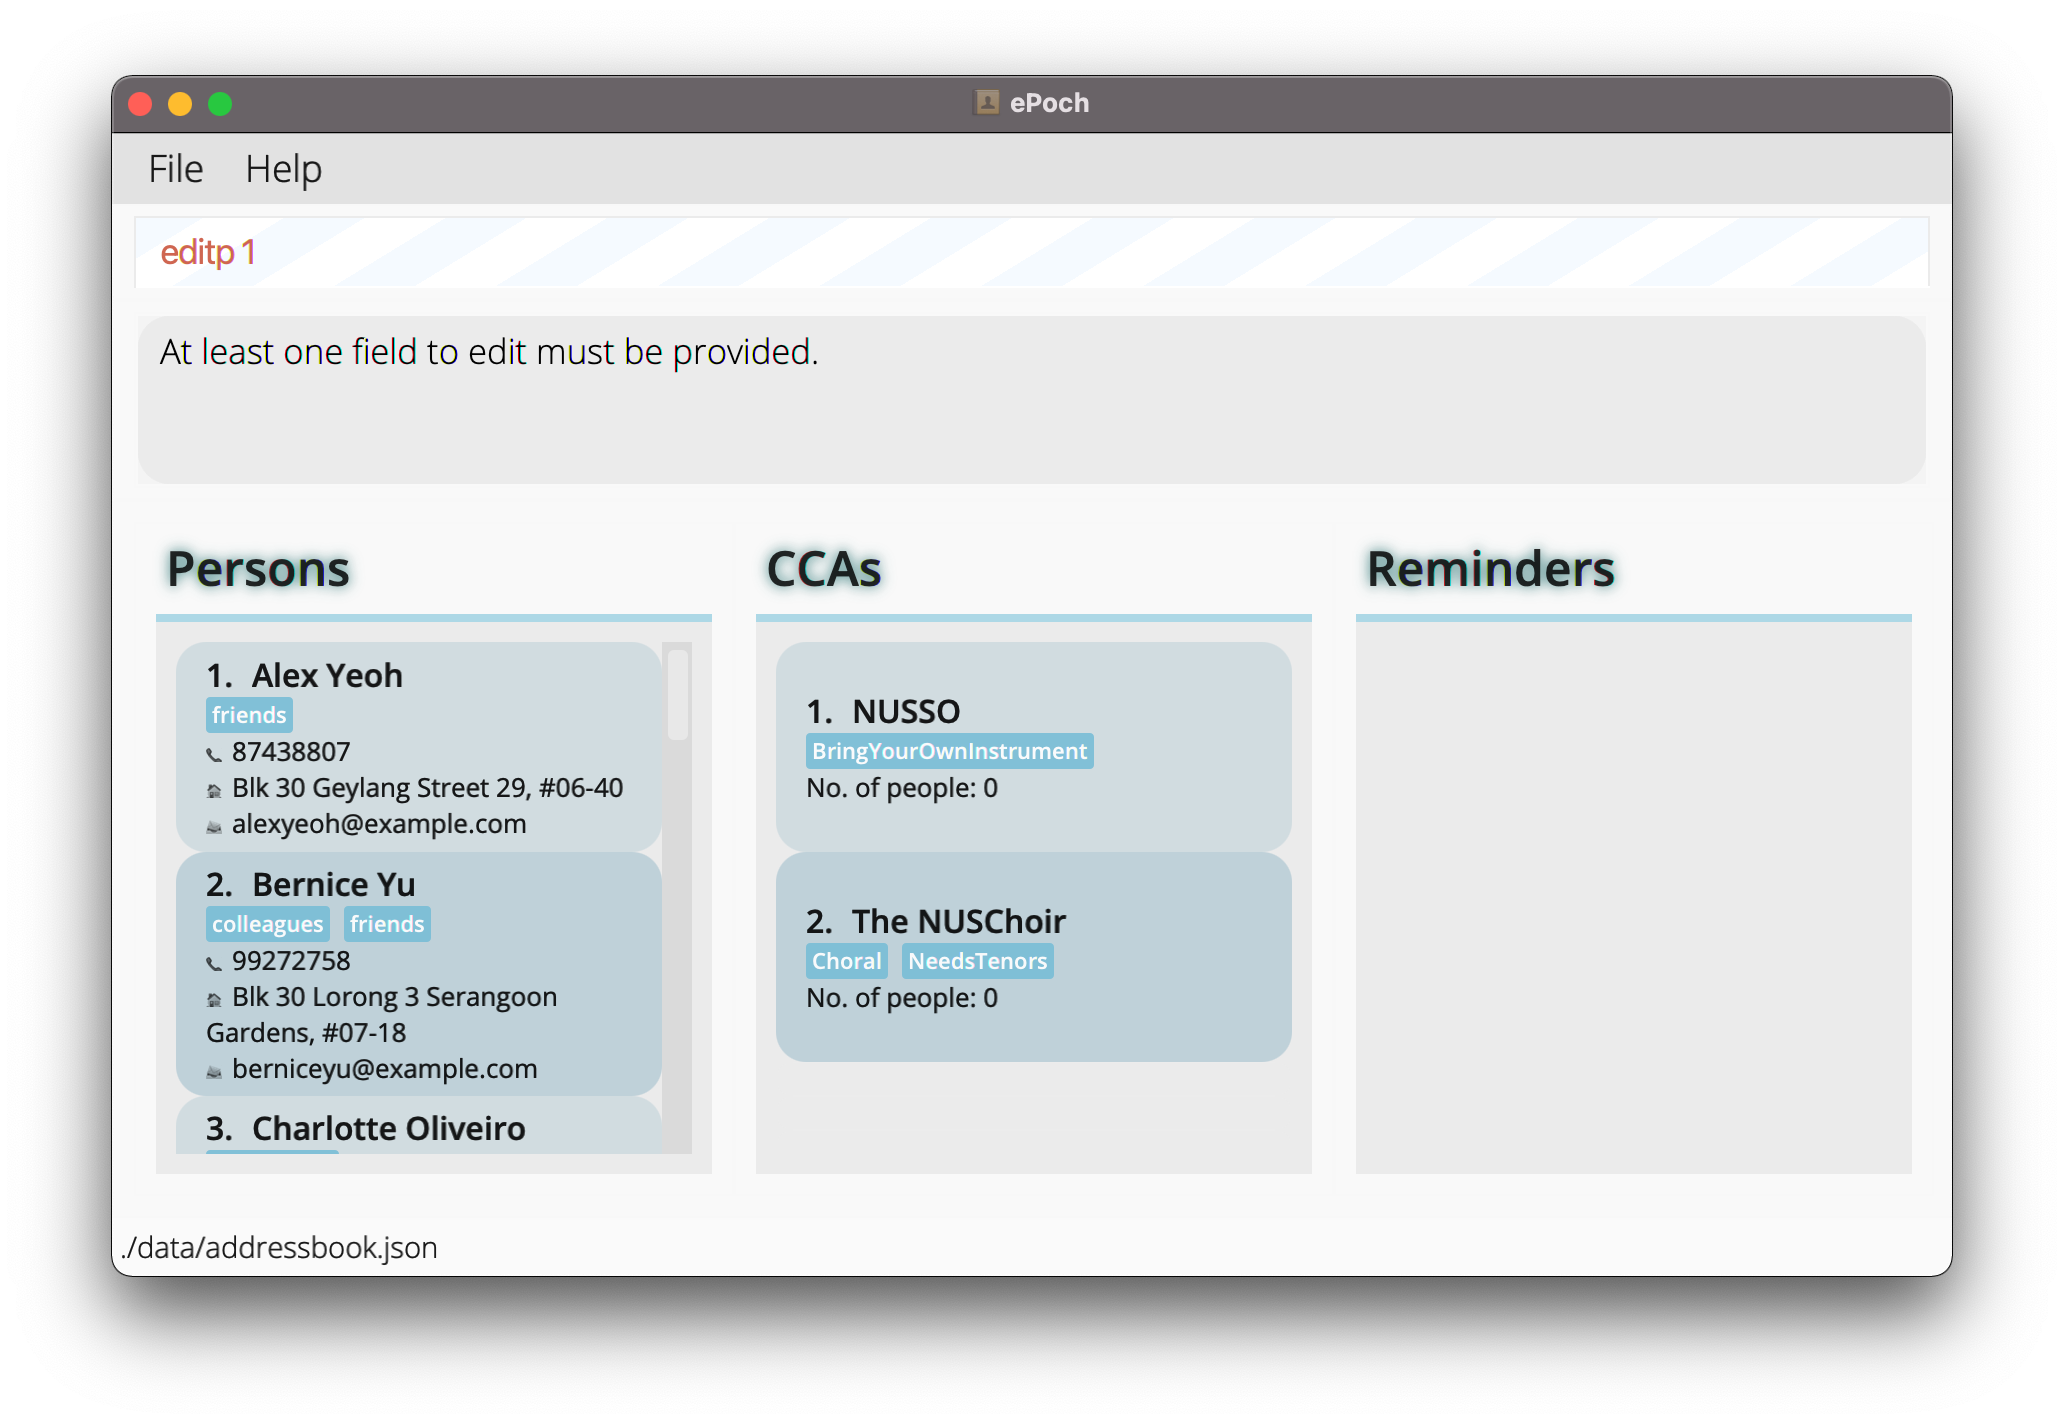 ePoch
File Help
editp 1
At least one field to edit must be provided.
Persons
1. Alex Yeoh
friends
87438807
Blk 30 Geylang Street 29, #06-40
alexyeoh@example.com
2. Bernice Yu
colleagues friends
99272758
Blk 30 Lorong 3 Serangoon
Gardens, #07-18
berniceyu@example.com
3. Charlotte Oliveiro
CCAs
1. NUSSO
BringYourOwnInstrument
No. of people: 0
2. The NUSChoir
Choral NeedsTenors
No. of people: 0
Reminders
./data/addressbook.json